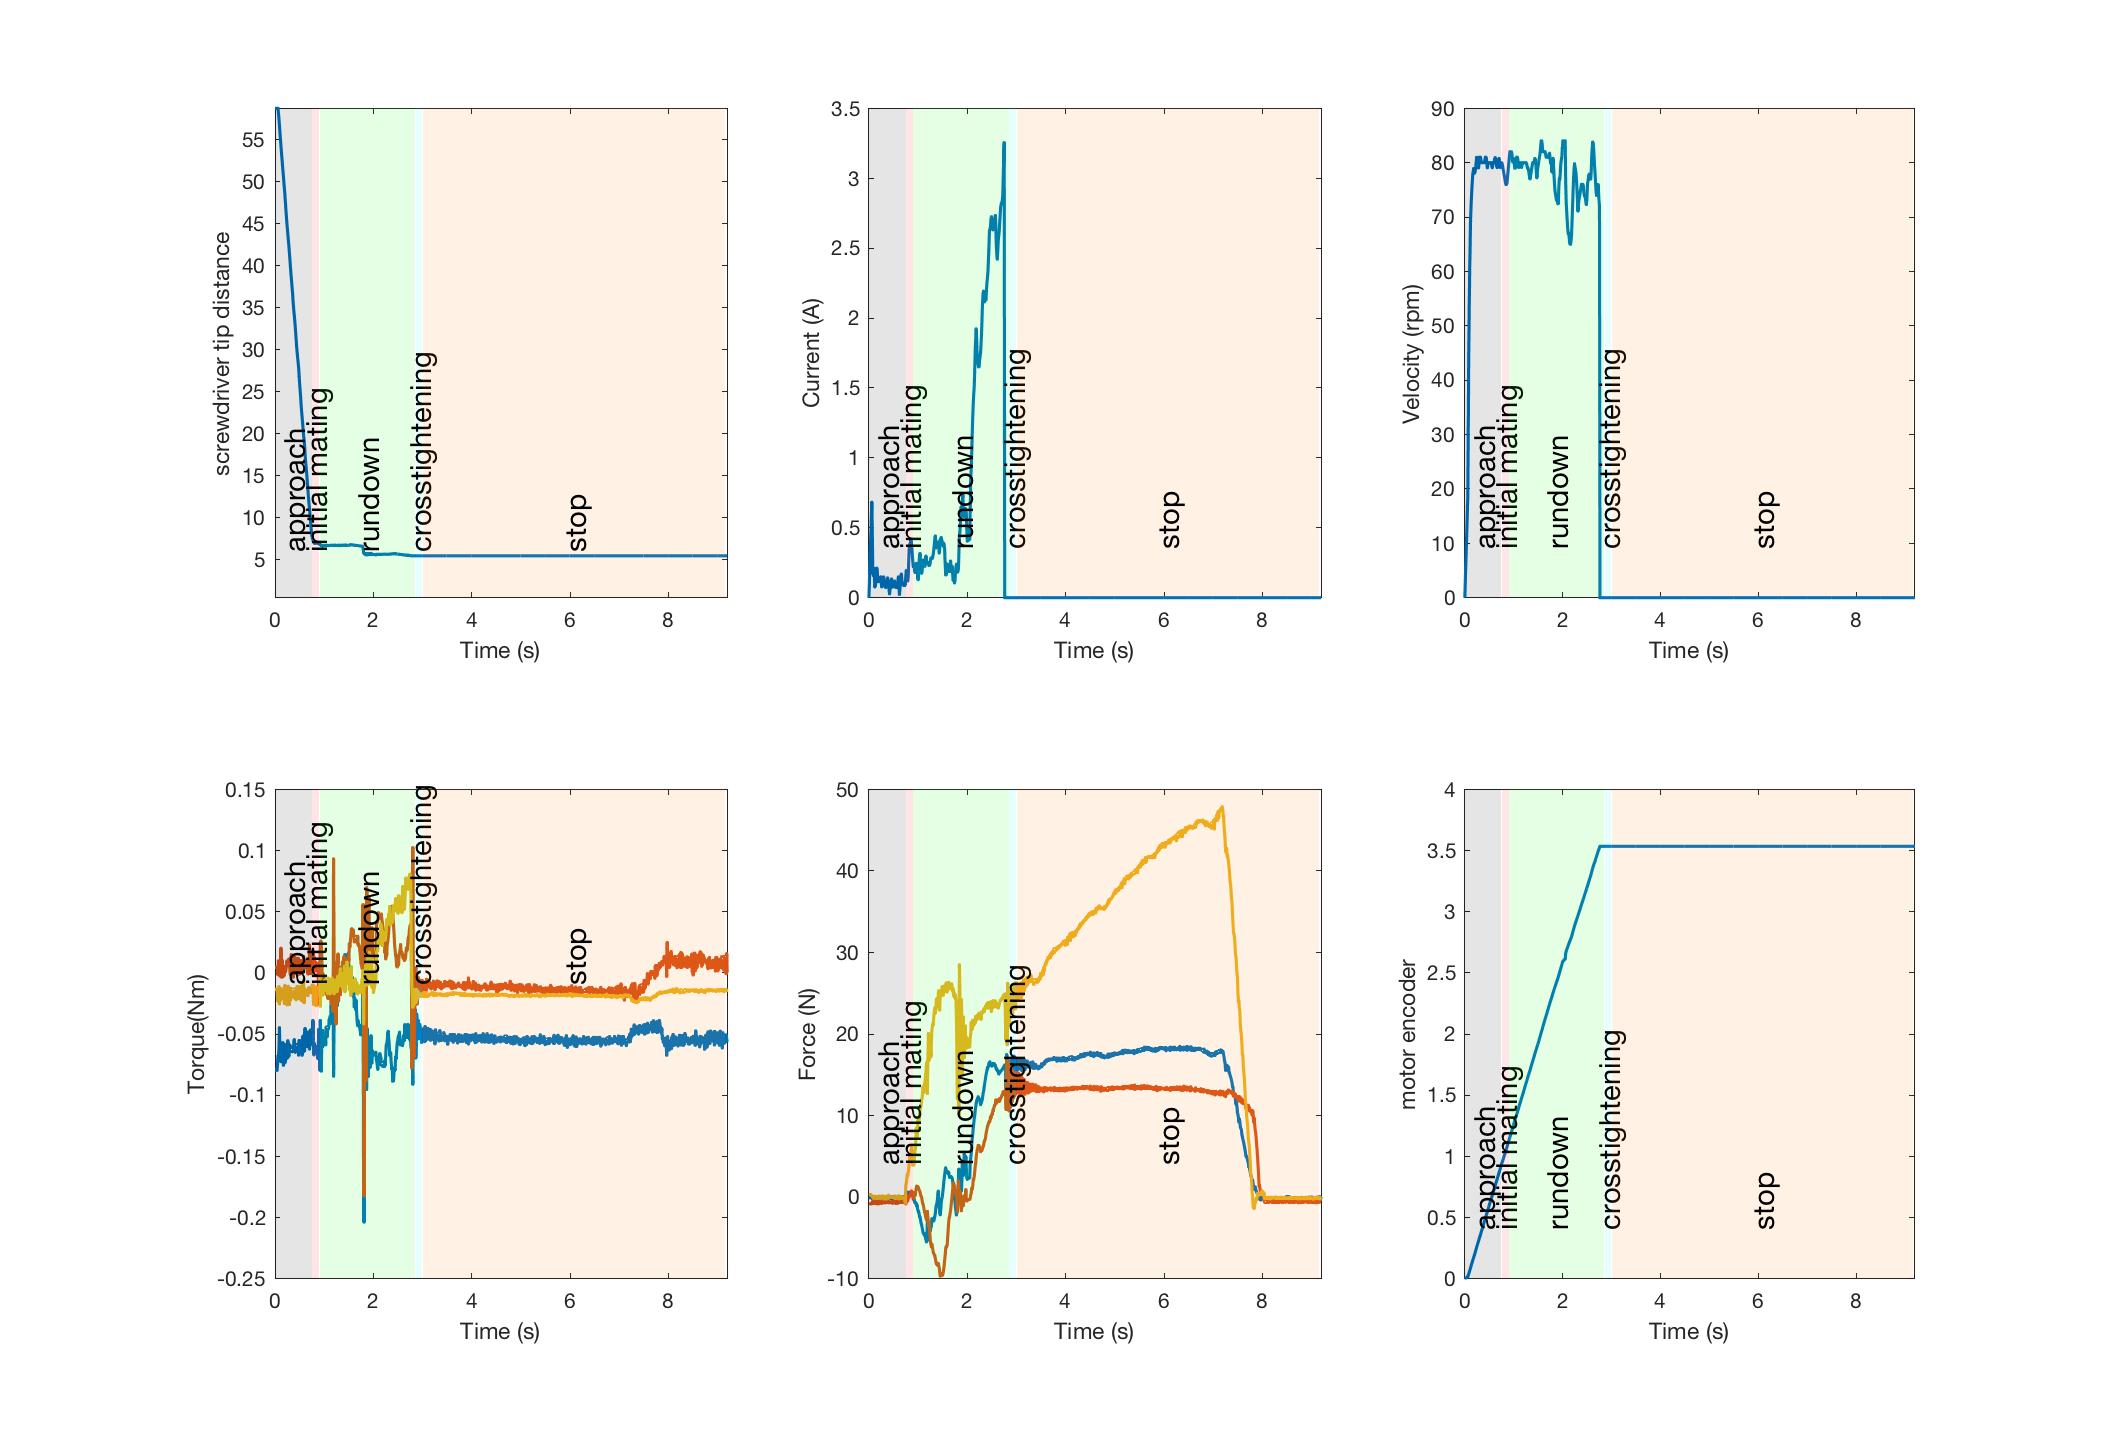 55
50
45
40
35
30
25
20
15
10
5
screwdriver tip distance
approach
initial mating
rundown
crosstightening
stop
0 2 4 6 8
Time (s)
3.5
3
2.5
2
1.5
1
0.5
0
Current (A)
approach
initial mating
rundown
crosstightening
stop
0 2 4 6 8
Time (s)
90
80
70
60
50
40
30
20
10
0
Velocity (rpm)
approach
initial mating
rundown
crosstightening
stop
0 2 4 6 8
Time (s)
0.15
0.1
0.05
0
-0.05
-0.1
-0.15
-0.2
-0.25
Torque(Nm)
approach
initial mating
rundown
crosstightening
stop
0 2 4 6 8
Time (s)
50
40
30
20
10
0
-10
Force (N)
approach
initial mating
rundown
crosstightening
stop
0 2 4 6 8
Time (s)
4
3.5
3
2.5
2
1.5
1
0.5
0
motor encoder
approach
initial mating
rundown
crosstightening
stop
0 2 4 6 8
Time (s)